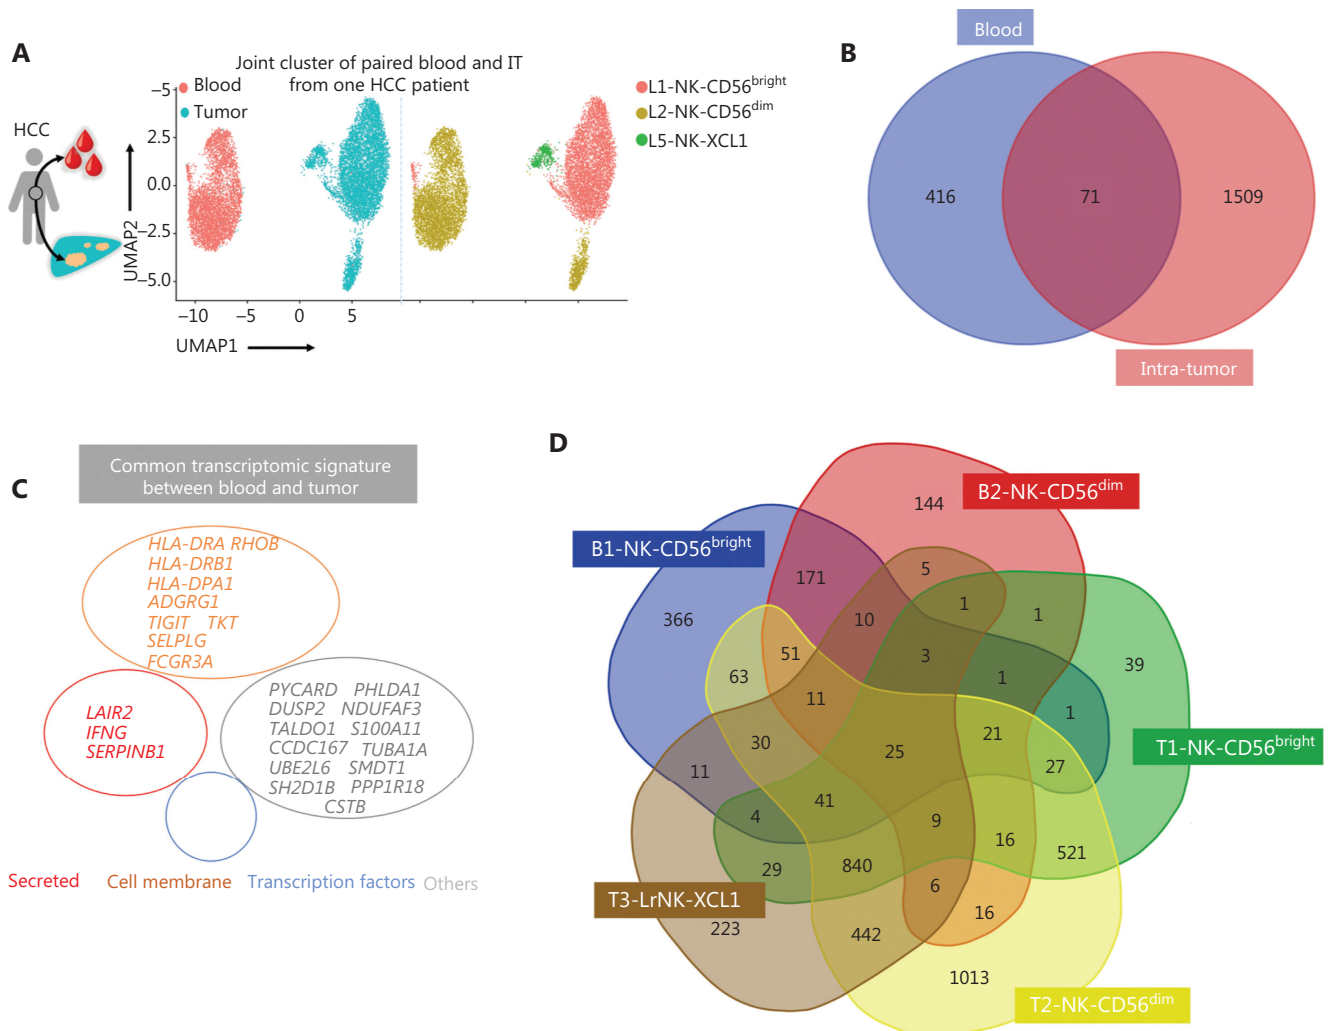 A
Joint cluster of paired blood and IT
from one HCC patient
Blood
Tumor
L1-NK-CD56bright
L2-NK-CD56dim
L5-NK-XCL1
HCC
−5
2.5
0.0
−2.5
−5.0
UMAP2
−10 −5 0 5
UMAP1
B
Blood
416 71 1509
Intra-tumor
C
Common transcriptomic signature
between blood and tumor
HLA-DRA RHOB
HLA-DRB1
HLA-DPA1
ADGRG1
TIGIT TKT
SELPLG
FCGR3A
LAIR2
IFNG
SERPINB1
PYCARD PHLDA1
DUSP2 NDUFAF3
TALDO1 S100A11
CCDC167 TUBA1A
UBE2L6 SMDT1
SH2D1B PPP1R18
CSTB
Secreted Cell membrane Transcription factors Others
D
B2-NK-CD56dim
144
B1-NK-CD56bright
171
5
1
1
366
10
3
39
51
63
11
1
1
T1-NK-CD56bright
30
25
21
27
11
41
4
9
16
521
29
840
6
T3-LrNK-XCL1
16
223
442
1013
T2-NK-CD56dim